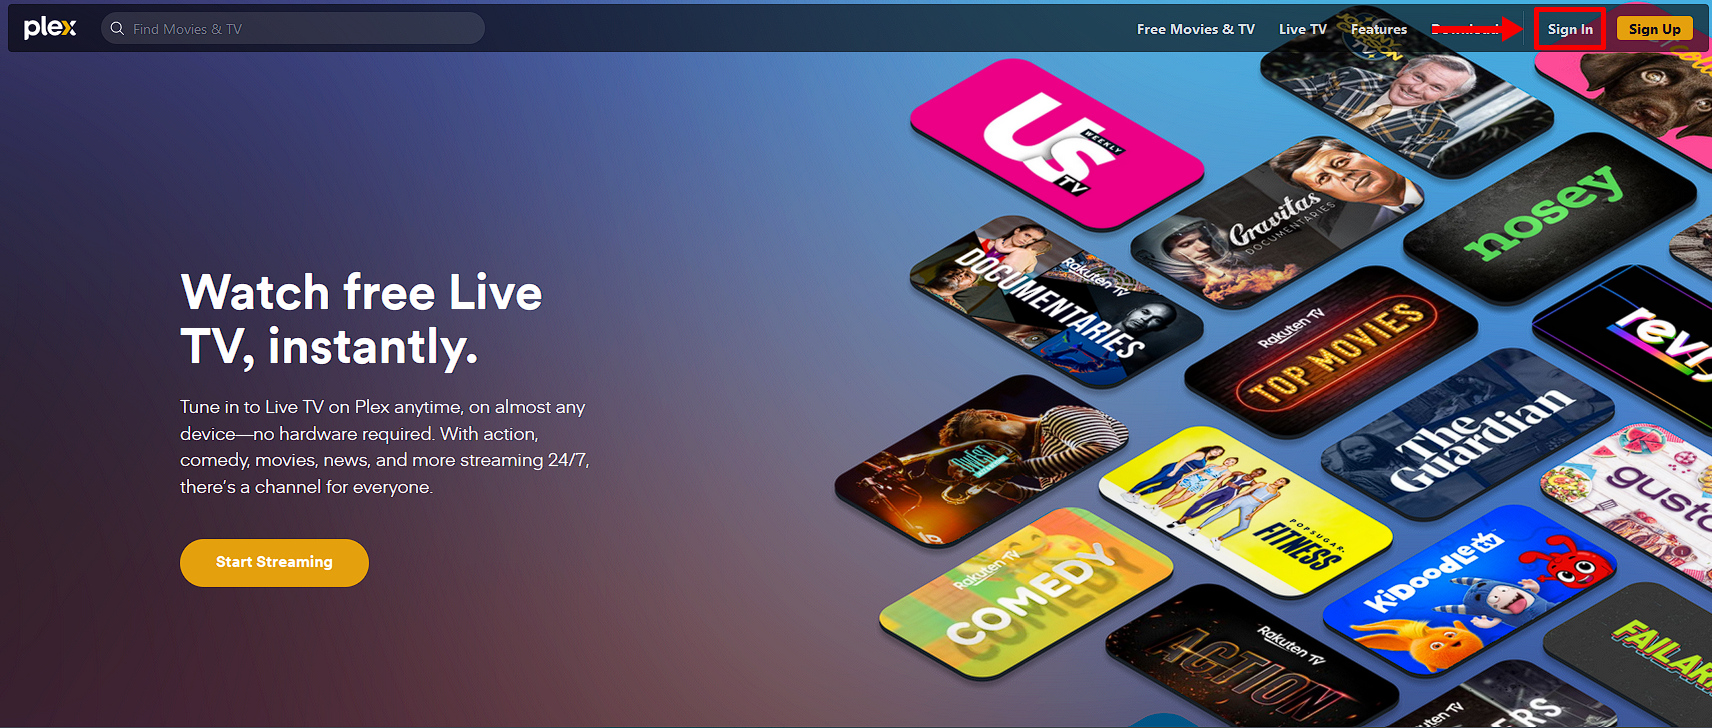 plex
Find Movies & TV
Free Movies & TV
Live TV
Features
Download
Sign In
Sign Up
Watch free Live
TV, instantly.
Tune in to Live TV on Plex anytime, on almost any
device—no hardware required. With action,
comedy, movies, news, and more streaming 24/7,
there's a channel for everyone.
Start Streaming
US
WEEKLY
TV
Gravitas
DOCUMENTARIES
nosey
Rakuten TV
DOCUMENTARIES
Rakuten TV
TOP MOVIES
revry
The
Guardian
POPSUGAR.
FITNESS
gusto
Rakuten TV
COMEDY
KiDoodle tv
Rakuten TV
ACTION
Rakuten TV